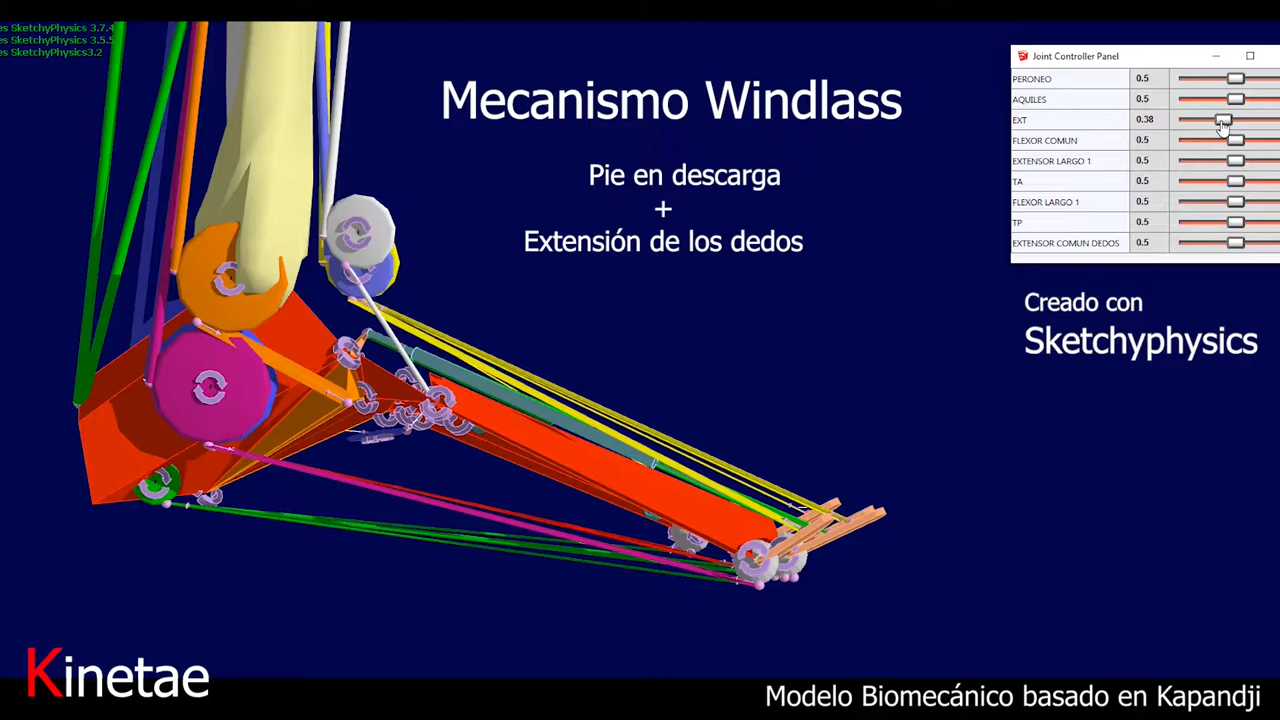 es SketchyPhysics 3.7.4
es SketchyPhysics 3.5.5
es SketchyPhysics3.2
Mecanismo Windlass
Pie en descarga
+
Extensión de los dedos
Joint Controller Panel
PERONEO 0.5
AQUILES 0.5
EXT 0.38
FLEXOR COMUN 0.5
EXTENSOR LARGO 1 0.5
TA 0.5
FLEXOR LARGO 1 0.5
TP 0.5
EXTENSOR COMUN DEDOS 0.5
Creado con
Sketchyphysics
Kinetae
Modelo Biomecánico basado en Kapandji